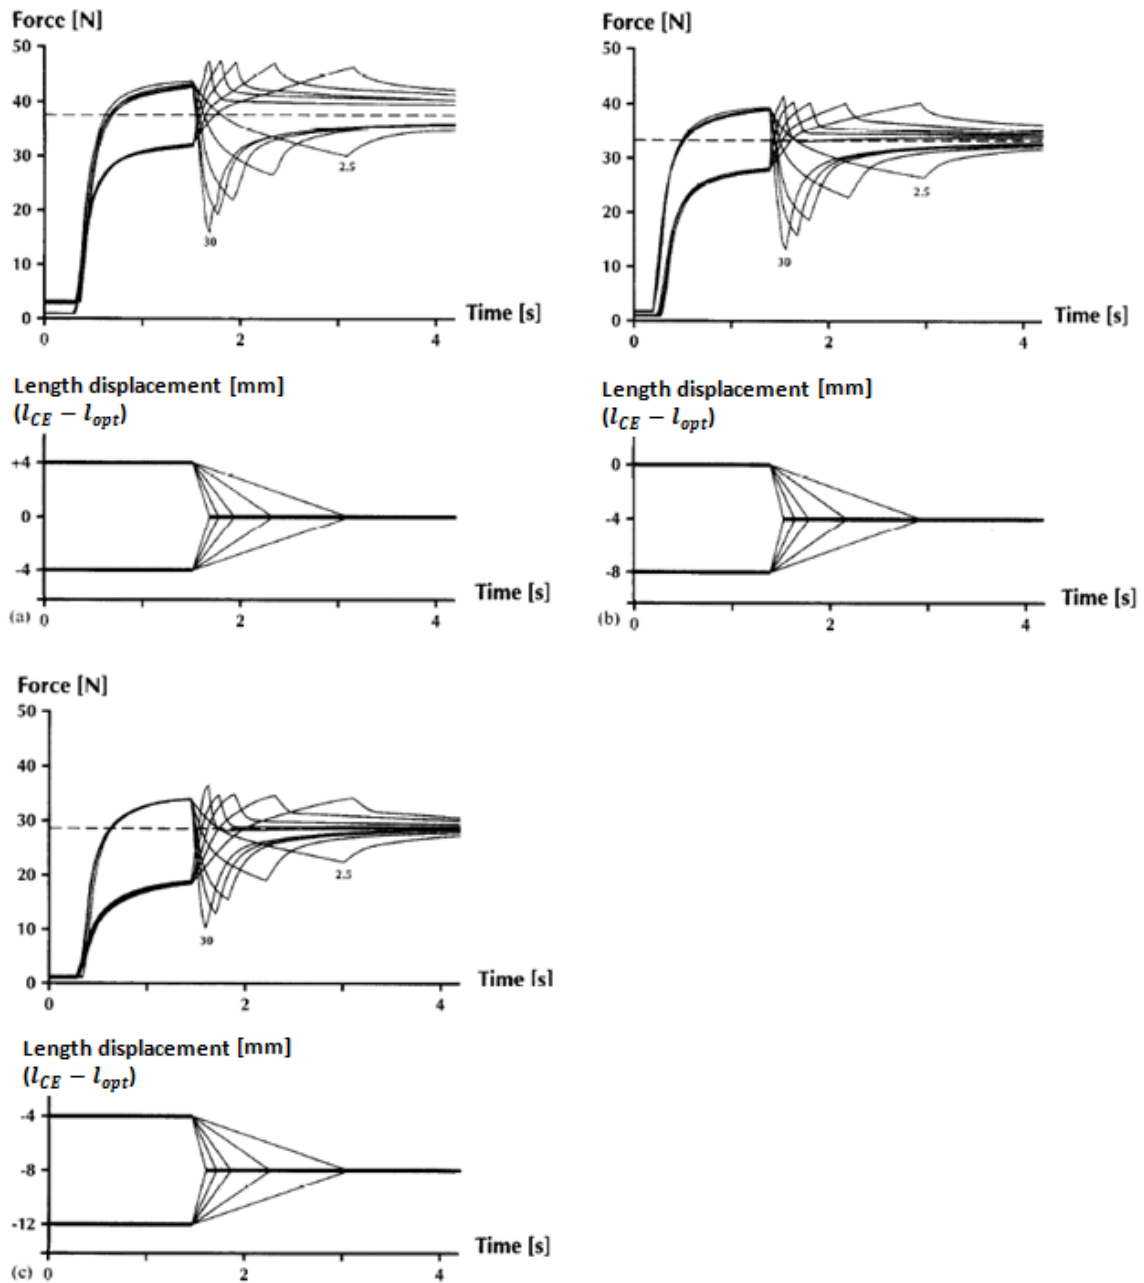 Force [N]
50
40
30
20
10
0
2.5
30
0 2 4
Time [s]
Length displacement [mm]
(l_CE − l_opt)
+4
0
-4
Time [s]
(a) 0 2 4
Force [N]
50
40
30
20
10
0
2.5
30
0 2 4
Time [s]
Length displacement [mm]
(l_CE − l_opt)
0
-4
-8
Time [s]
(b) 0 2 4
Force [N]
50
40
30
20
10
0
2.5
30
0 2 4
Time [s]
Length displacement [mm]
(l_CE − l_opt)
-4
-8
-12
Time [s]
(c) 0 2 4